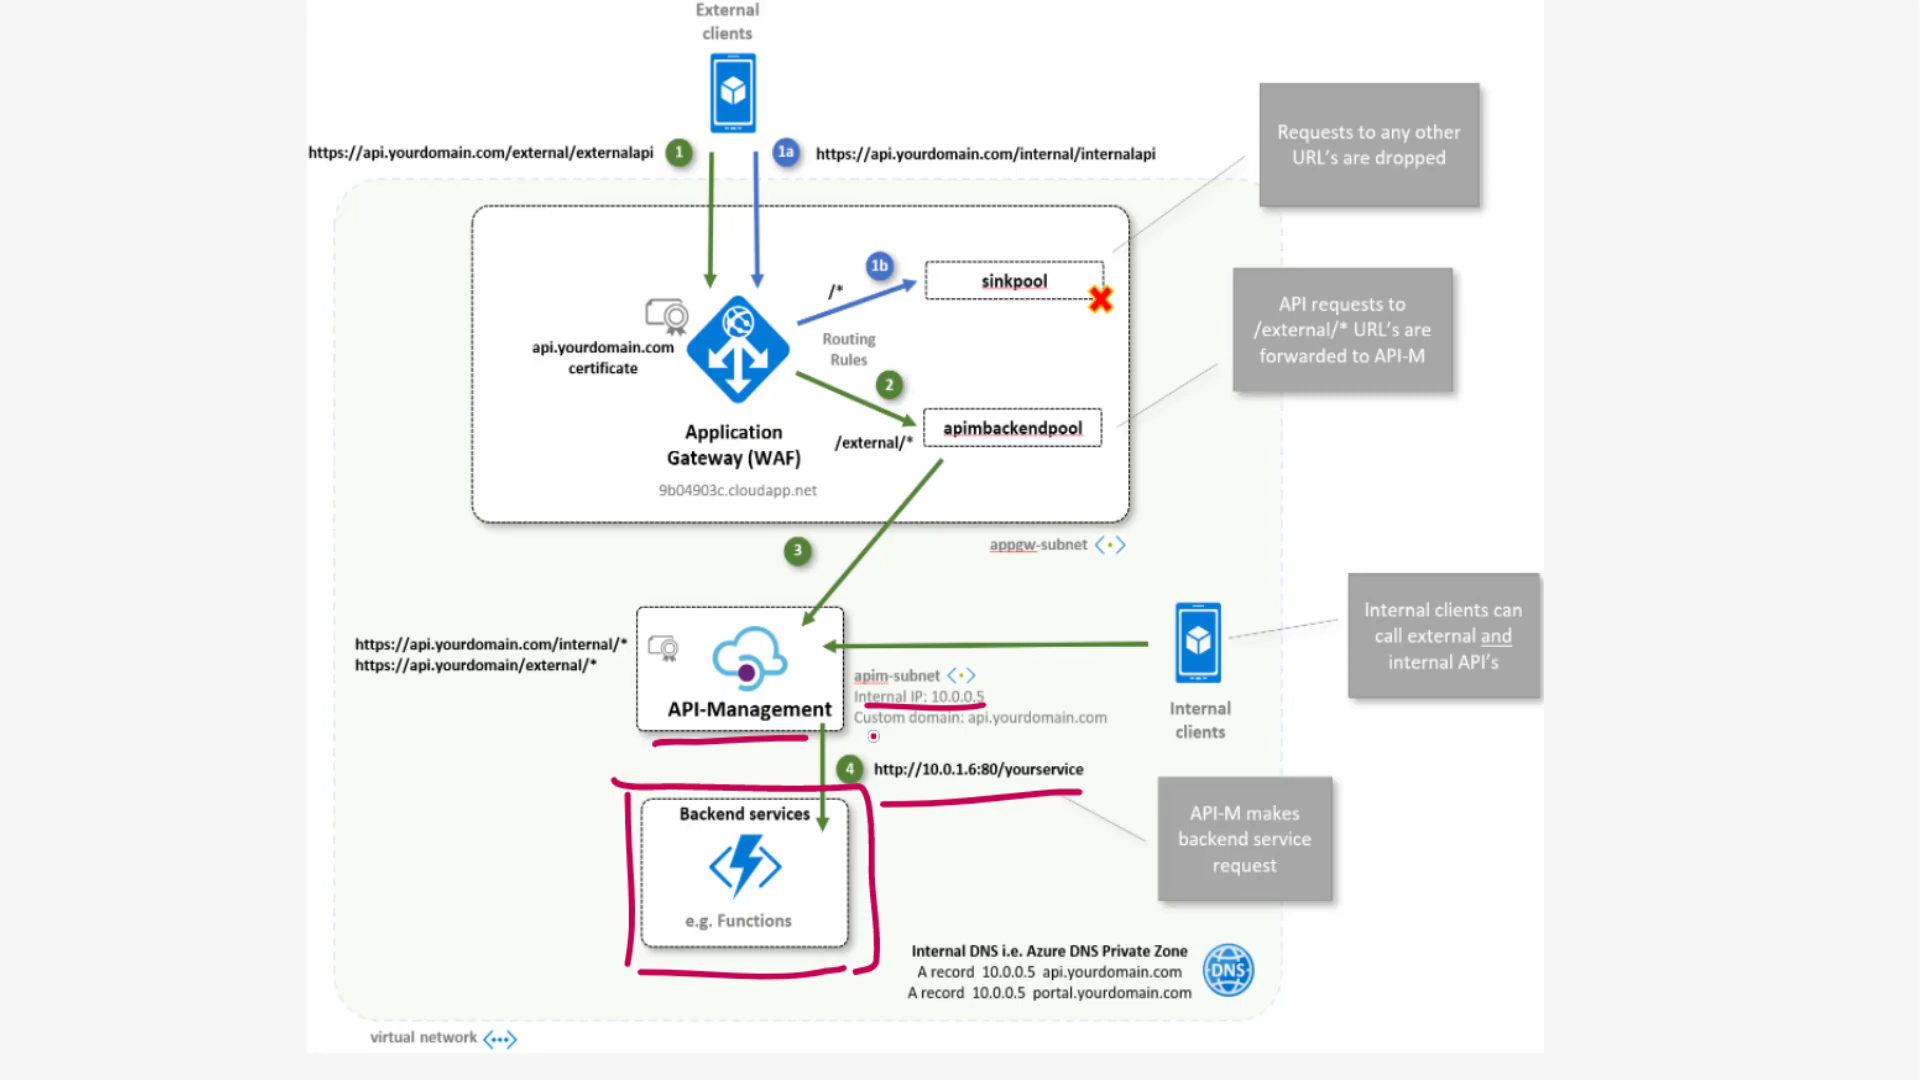 External
clients
https://api.yourdomain.com/external/externalapi
1
1a
https://api.yourdomain.com/internal/internalapi
Requests to any other
URL's are dropped
1b
/*
sinkpool
Routing
Rules
api.yourdomain.com
certificate
2
/external/*
apimbackendpool
API requests to
/external/* URL's are
forwarded to API-M
Application
Gateway (WAF)
9b04903c.cloudapp.net
appgw-subnet
3
https://api.yourdomain.com/internal/*
https://api.yourdomain/external/*
API-Management
apim-subnet
Internal IP: 10.0.0.5
Custom domain: api.yourdomain.com
Internal
clients
Internal clients can
call external and
internal API's
4
http://10.0.1.6:80/yourservice
API-M makes
backend service
request
Backend services
e.g. Functions
Internal DNS i.e. Azure DNS Private Zone
A record 10.0.0.5 api.yourdomain.com
A record 10.0.0.5 portal.yourdomain.com
DNS
virtual network